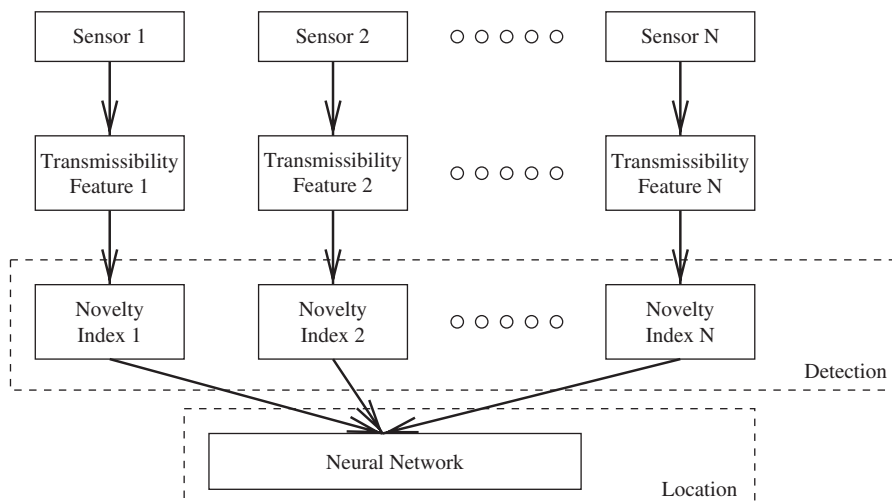 Sensor 1
Sensor 2
Sensor N
Transmissibility
Feature 1
Transmissibility
Feature 2
Transmissibility
Feature N
Novelty
Index 1
Novelty
Index 2
Novelty
Index N
Detection
Neural Network
Location